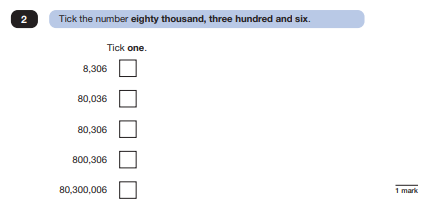 2 Tick the number eighty thousand, three hundred and six.
Tick one.
8,306
80,036
80,306
800,306
80,300,006
1 mark